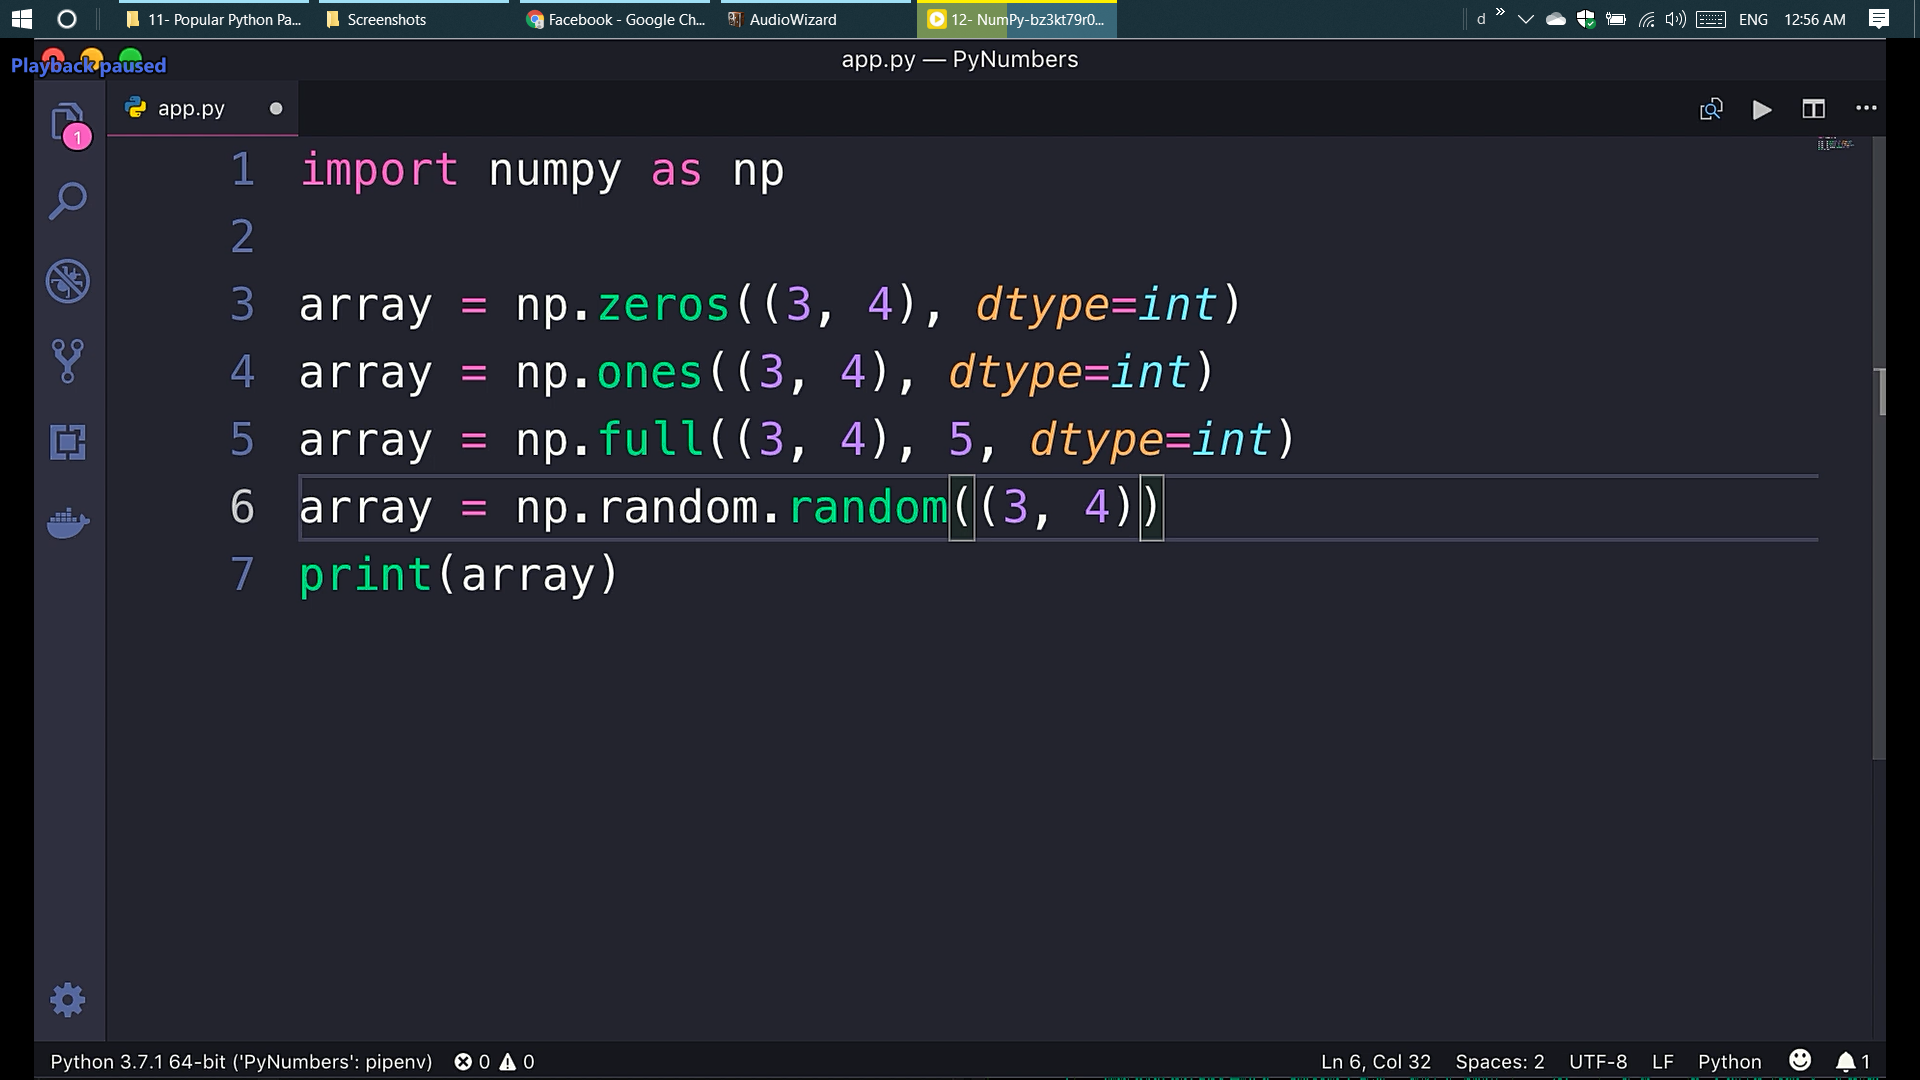 11- Popular Python Pa...
Screenshots
Facebook - Google Ch...
AudioWizard
12- NumPy-bz3kt79r0...
d »
ENG
12:56 AM
Playback paused
app.py — PyNumbers
app.py
1
1 import numpy as np
2
3 array = np.zeros((3, 4), dtype=int)
4 array = np.ones((3, 4), dtype=int)
5 array = np.full((3, 4), 5, dtype=int)
6 array = np.random.random((3, 4))
7 print(array)
Python 3.7.1 64-bit ('PyNumbers': pipenv) 0 0 Ln 6, Col 32 Spaces: 2 UTF-8 LF Python 1